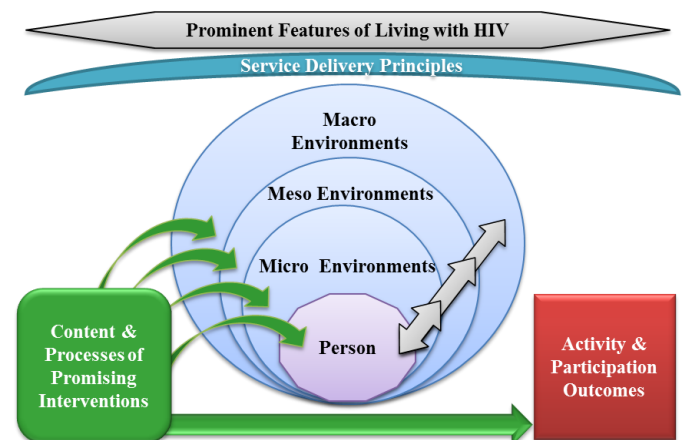 Prominent Features of Living with HIV
Service Delivery Principles
Macro
Environments
Meso Environments
Micro Environments
Person
Content &
Processes of
Promising
Interventions
Activity &
Participation
Outcomes